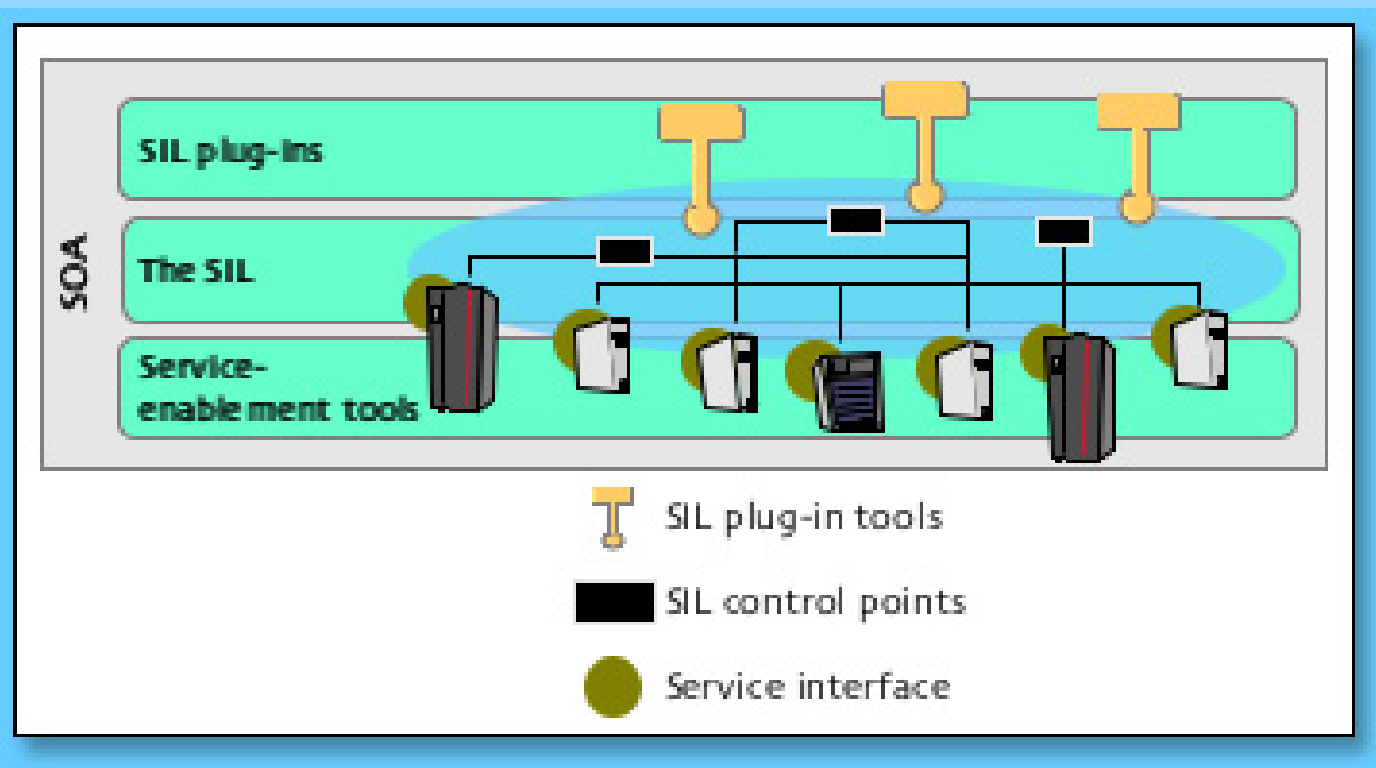 SIL plug-ins
SOA
The SIL
Service-
enablement tools
SIL plug-in tools
SIL control points
Service interface